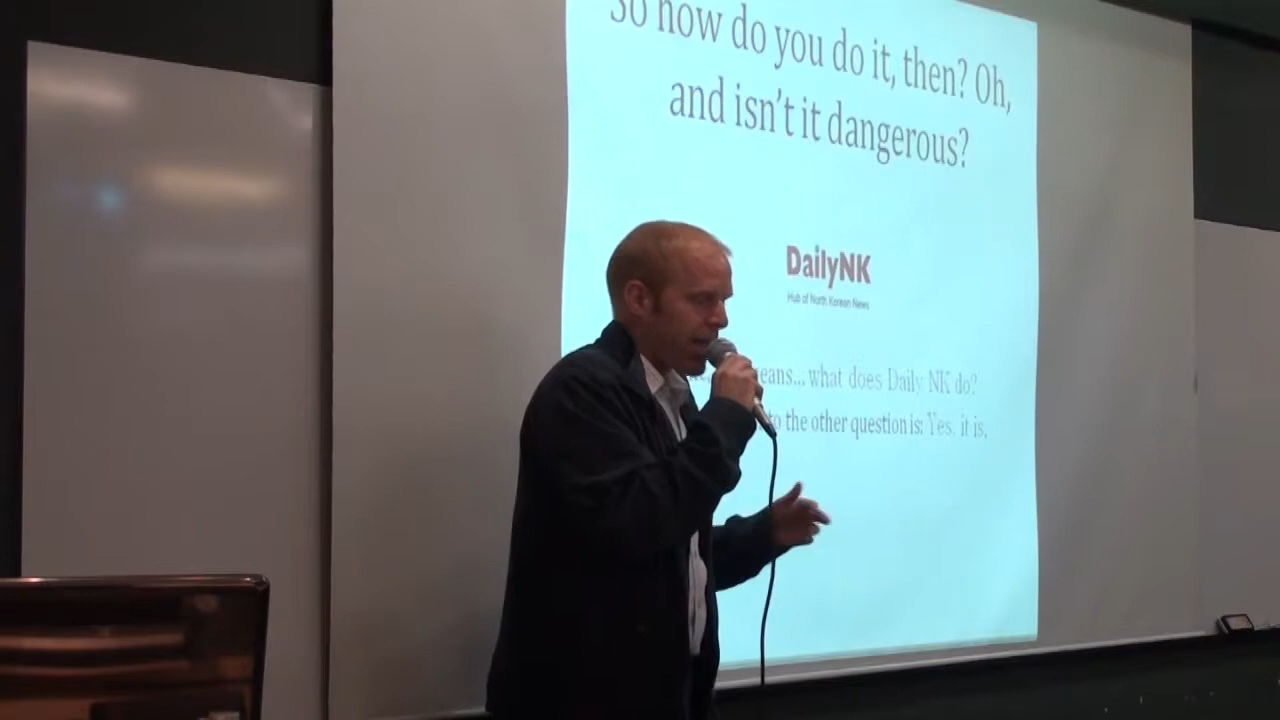 So how do you do it, then? Oh,
and isn't it dangerous?
DailyNK
Hub of North Korean News
means... what does Daily NK do?
to the other question is: Yes, it is,